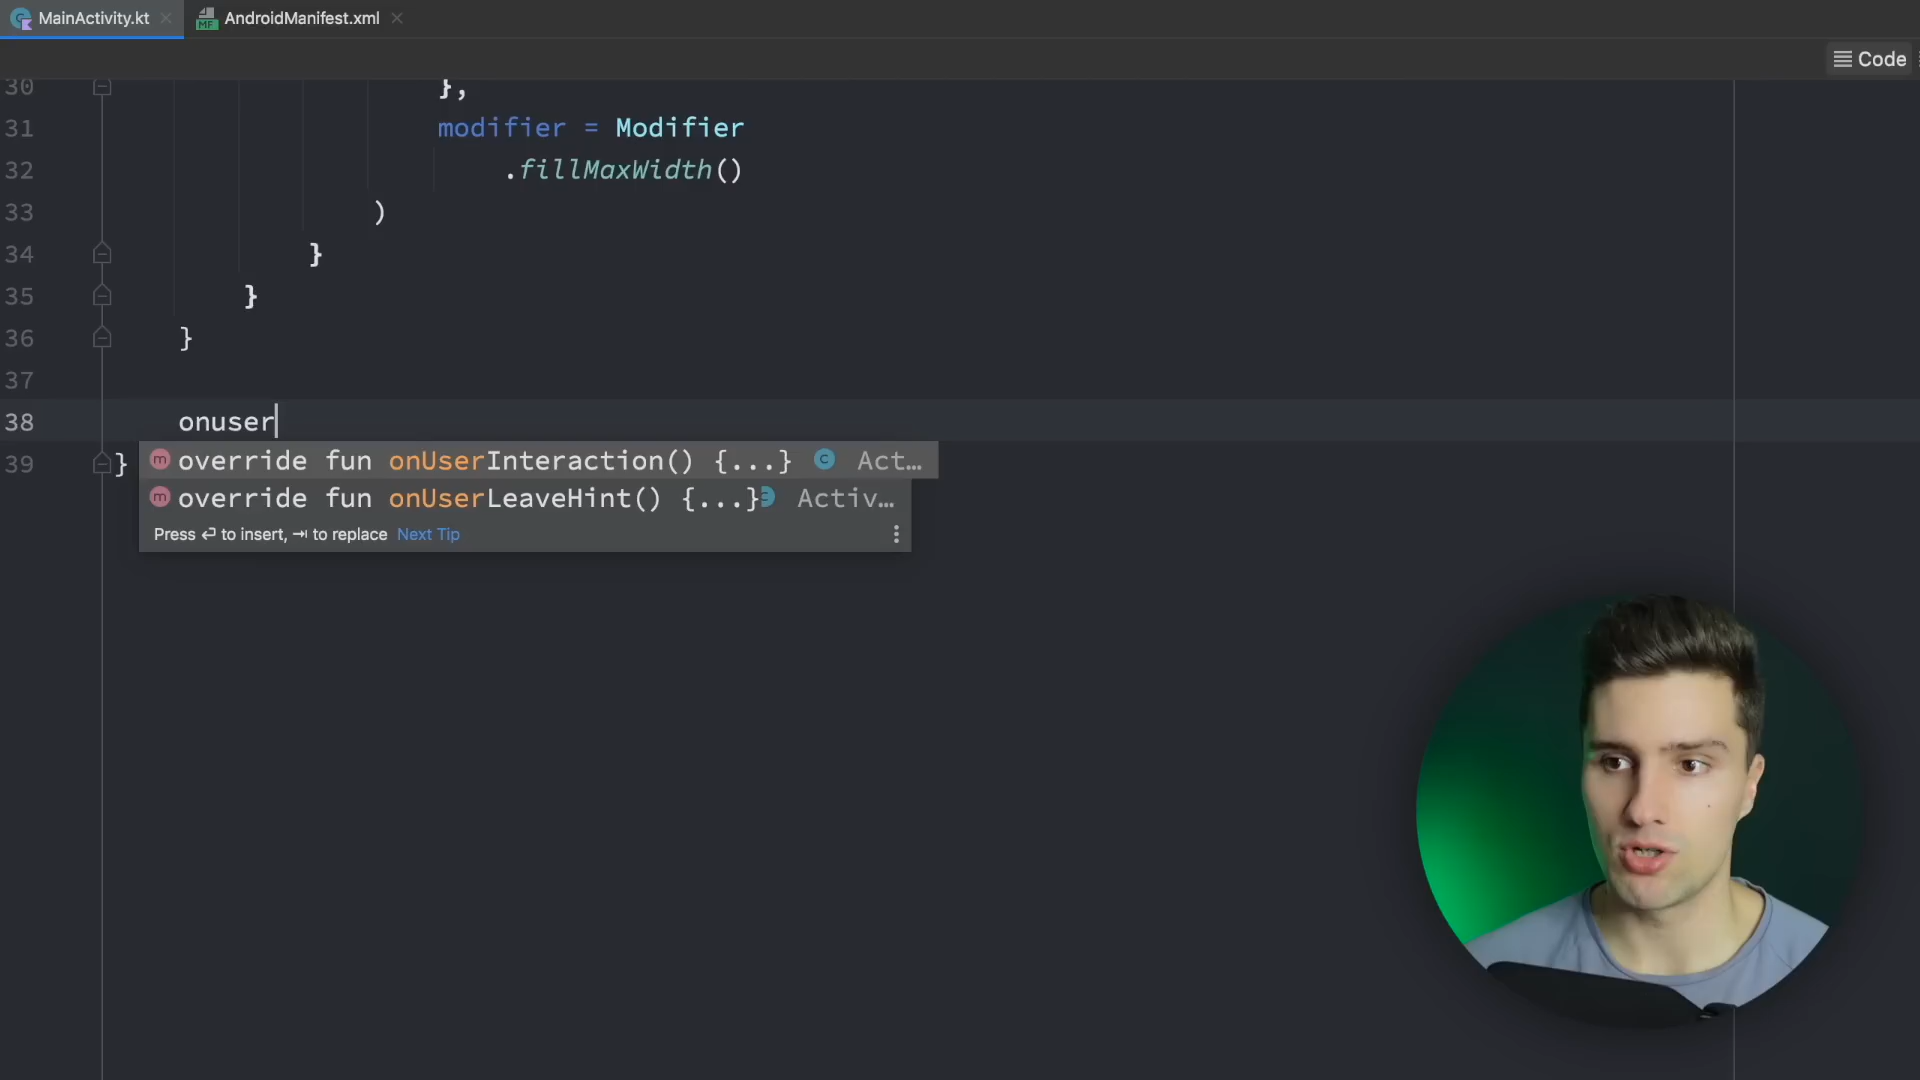 MainActivity.kt
AndroidManifest.xml
Code
30 },
31 modifier = Modifier
32 .fillMaxWidth()
33 )
34 }
35 }
36 }
37
38 onuser
39 }
override fun onUserInteraction() {...} Act...
override fun onUserLeaveHint() {...} Activ...
Press ⏎ to insert, ⇥ to replace Next Tip